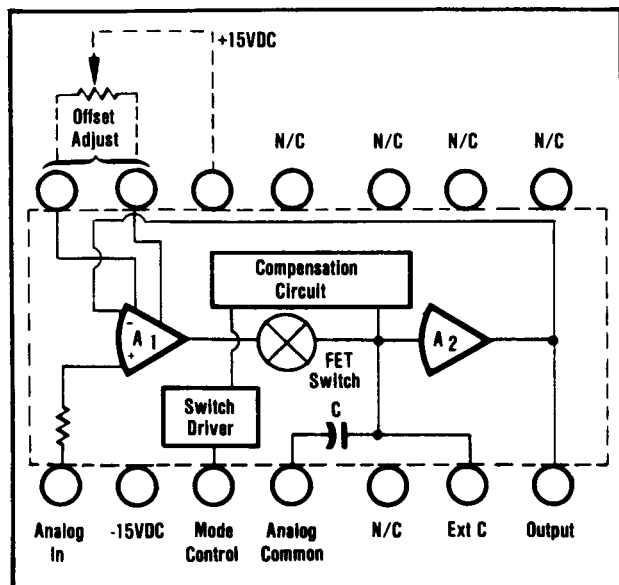 +15VDC
Offset
Adjust
N/C
N/C
N/C
N/C
Compensation
Circuit
-
A 1
+
FET
Switch
A 2
Switch
Driver
C
Analog
In
-15VDC
Mode
Control
Analog
Common
N/C
Ext C
Output